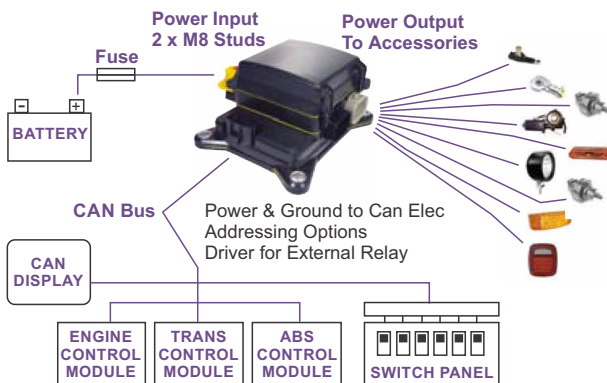 Power Input
2 x M8 Studs
Power Output
To Accessories
Fuse
- +
BATTERY
CAN Bus
Power & Ground to Can Elec
Addressing Options
Driver for External Relay
CAN
DISPLAY
ENGINE
CONTROL
MODULE
TRANS
CONTROL
MODULE
ABS
CONTROL
MODULE
SWITCH PANEL